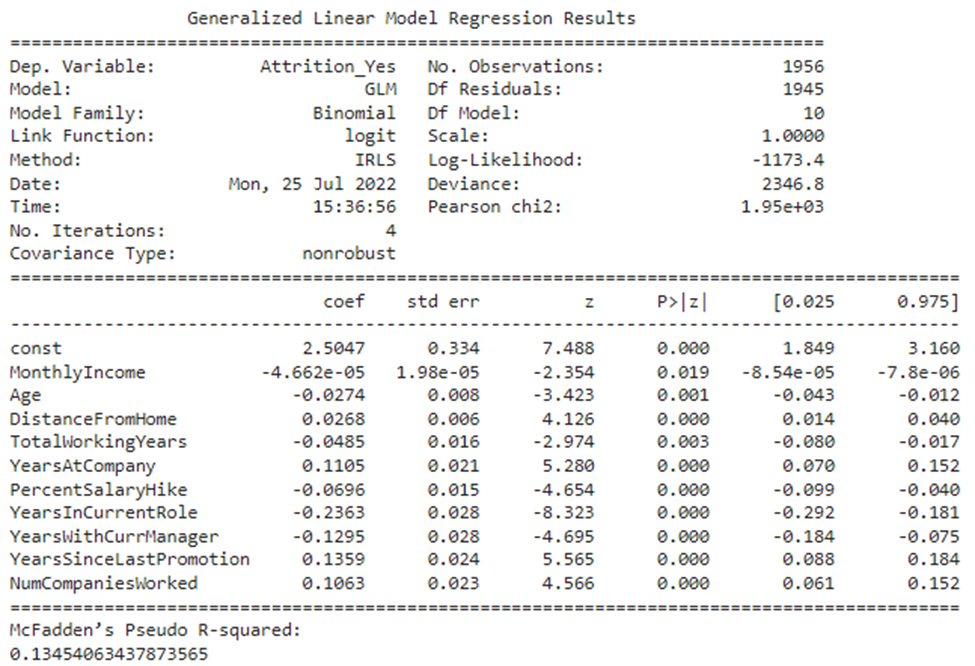 Generalized Linear Model Regression Results
==============================================================================
Dep. Variable: Attrition_Yes No. Observations: 1956
Model: GLM Df Residuals: 1945
Model Family: Binomial Df Model: 10
Link Function: logit Scale: 1.0000
Method: IRLS Log-Likelihood: -1173.4
Date: Mon, 25 Jul 2022 Deviance: 2346.8
Time: 15:36:56 Pearson chi2: 1.95e+03
No. Iterations: 4
Covariance Type: nonrobust
===========================================================================================
coef std err z P>|z| [0.025 0.975]
-------------------------------------------------------------------------------------------
const 2.5047 0.334 7.488 0.000 1.849 3.160
MonthlyIncome -4.662e-05 1.98e-05 -2.354 0.019 -8.54e-05 -7.8e-06
Age -0.0274 0.008 -3.423 0.001 -0.043 -0.012
DistanceFromHome 0.0268 0.006 4.126 0.000 0.014 0.040
TotalWorkingYears -0.0485 0.016 -2.974 0.003 -0.080 -0.017
YearsAtCompany 0.1105 0.021 5.280 0.000 0.070 0.152
PercentSalaryHike -0.0696 0.015 -4.654 0.000 -0.099 -0.040
YearsInCurrentRole -0.2363 0.028 -8.323 0.000 -0.292 -0.181
YearsWithCurrManager -0.1295 0.028 -4.695 0.000 -0.184 -0.075
YearsSinceLastPromotion 0.1359 0.024 5.565 0.000 0.088 0.184
NumCompaniesWorked 0.1063 0.023 4.566 0.000 0.061 0.152
===========================================================================================
McFadden’s Pseudo R-squared:
0.13454063437873565